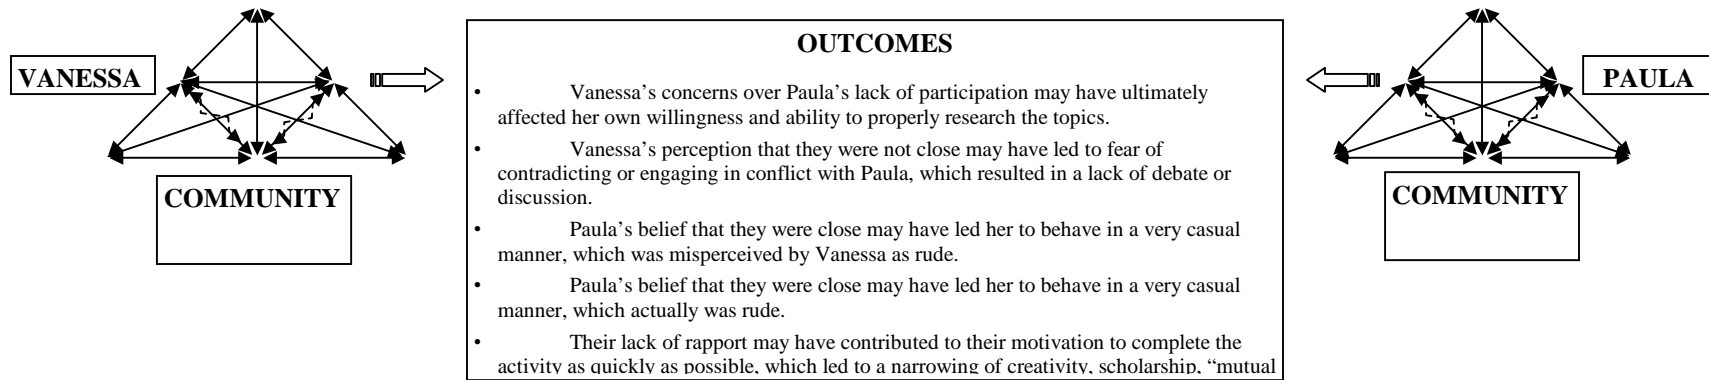 VANESSA
COMMUNITY
OUTCOMES
• Vanessa’s concerns over Paula’s lack of participation may have ultimately
affected her own willingness and ability to properly research the topics.
• Vanessa’s perception that they were not close may have led to fear of
contradicting or engaging in conflict with Paula, which resulted in a lack of debate or
discussion.
• Paula’s belief that they were close may have led her to behave in a very casual
manner, which was misperceived by Vanessa as rude.
• Paula’s belief that they were close may have led her to behave in a very casual
manner, which actually was rude.
• Their lack of rapport may have contributed to their motivation to complete the
activity as quickly as possible, which led to a narrowing of creativity, scholarship, “mutual
PAULA
COMMUNITY